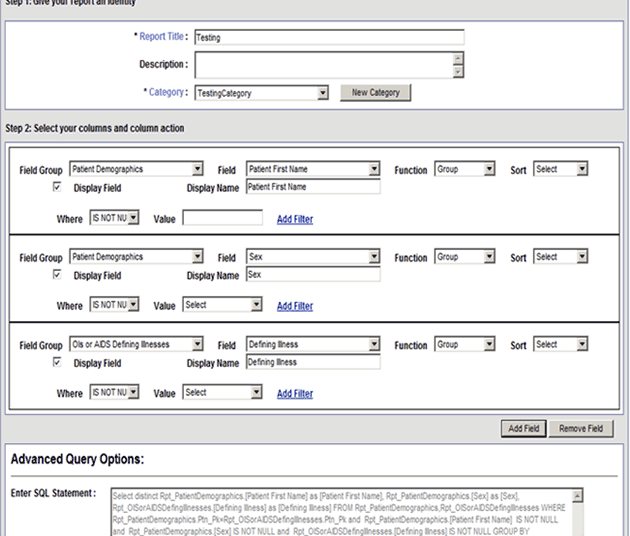 Step 1: Give your report an identity
* Report Title : Testing
Description :
* Category : TestingCategory New Category
Step 2: Select your columns and column action
Field Group Patient Demographics Field Patient First Name Function Group Sort Select
Display Field Display Name Patient First Name
Where IS NOT NU Value Add Filter
Field Group Patient Demographics Field Sex Function Group Sort Select
Display Field Display Name Sex
Where IS NOT NU Value Select Add Filter
Field Group OIs or AIDS Defining Illnesses Field Defining Illness Function Group Sort Select
Display Field Display Name Defining Illness
Where IS NOT NU Value Select Add Filter
Add Field Remove Field
Advanced Query Options:
Enter SQL Statement : Select distinct Rpt_PatientDemographics.[Patient First Name] as [Patient First Name], Rpt_PatientDemographics.[Sex] as [Sex],
Rpt_OISorAIDSDefingIllnesses.[Defining Illness] as [Defining Illness] FROM Rpt_PatientDemographics,Rpt_OISorAIDSDefingIllnesses WHERE
Rpt_PatientDemographics.Ptn_Pk=Rpt_OISorAIDSDefingIllnesses.Ptn_Pk and Rpt_PatientDemographics.[Patient First Name] IS NOT NULL
and Rpt_PatientDemographics.[Sex] IS NOT NULL and Rpt_OISorAIDSDefingIllnesses.[Defining Illness] IS NOT NULL GROUP BY